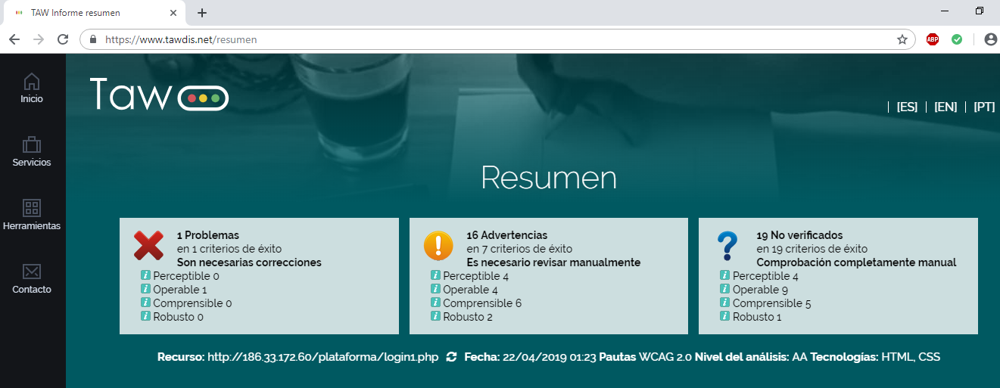 TAW Informe resumen
https://www.tawdis.net/resumen
ABP
Inicio
Servicios
Herramientas
Contacto
Taw
| [ES] | [EN] | [PT]
Resumen
1 Problemas
en 1 criterios de éxito
Son necesarias correcciones
Perceptible 0
Operable 1
Comprensible 0
Robusto 0
16 Advertencias
en 7 criterios de éxito
Es necesario revisar manualmente
Perceptible 4
Operable 4
Comprensible 6
Robusto 2
19 No verificados
en 19 criterios de éxito
Comprobación completamente manual
Perceptible 4
Operable 9
Comprensible 5
Robusto 1
Recurso: http://186.33.172.60/plataforma/login1.php Fecha: 22/04/2019 01:23 Pautas WCAG 2.0 Nivel del análisis: AA Tecnologías: HTML, CSS